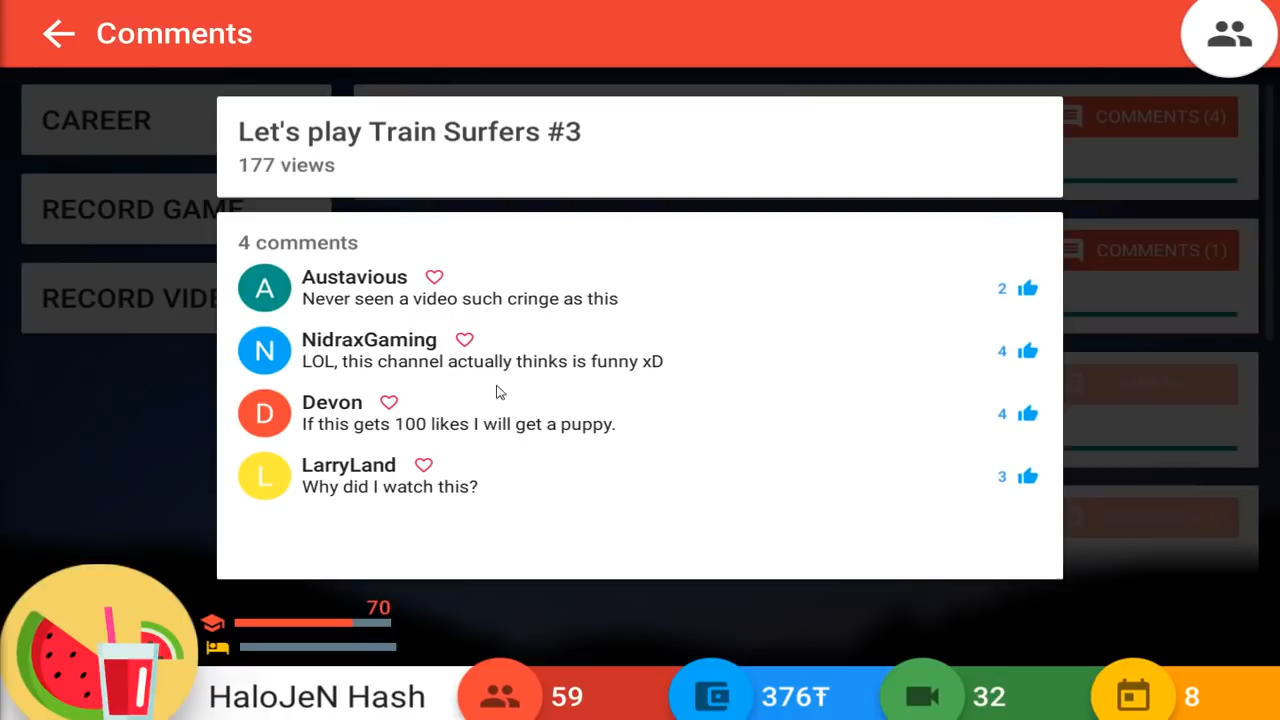 Comments
CAREER
COMMENTS (4)
Let's play Train Surfers #3
177 views
RECORD GAME
4 comments
COMMENTS (1)
Austavious
Never seen a video such cringe as this
2
RECORD VIDE
NidraxGaming
LOL, this channel actually thinks is funny xD
4
Devon
If this gets 100 likes I will get a puppy.
4
LarryLand
Why did I watch this?
3
A
N
D
L
70
HaloJeN Hash
59
376₸
32
8